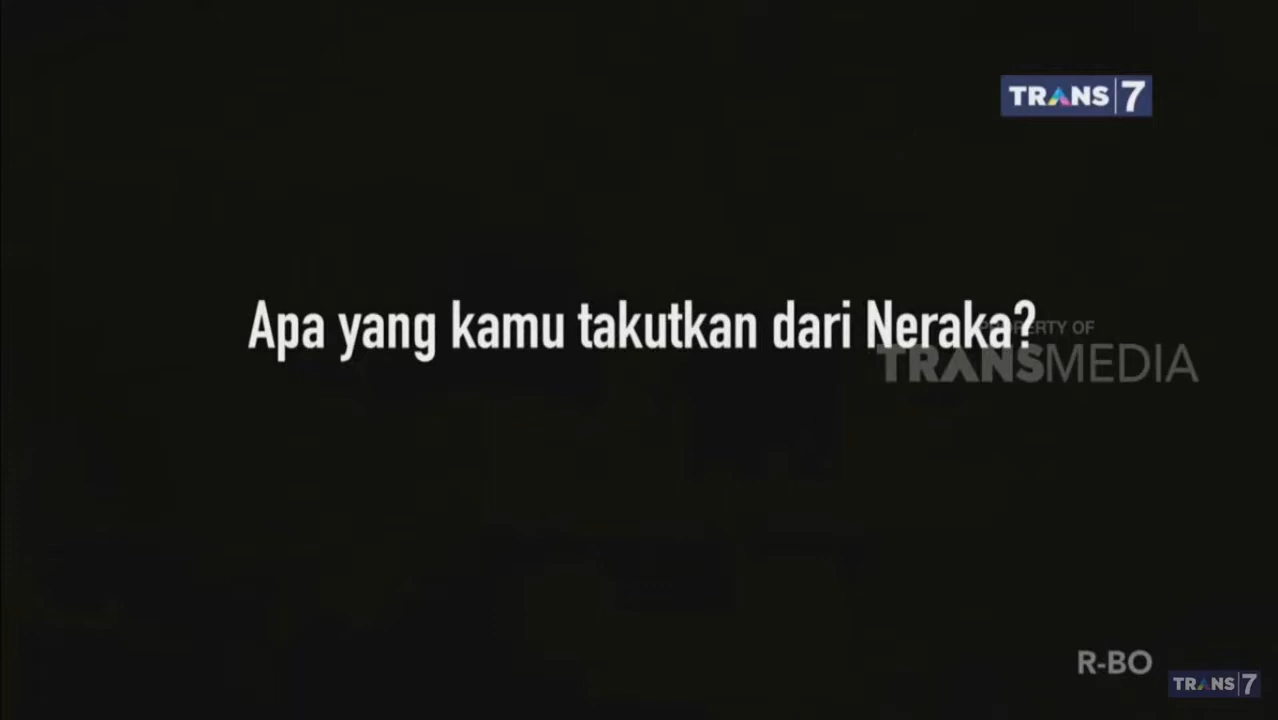 TRANS 7
Apa yang kamu takutkan dari Neraka?
PROPERTY OF
TRANSMEDIA
R-BO
TRANS 7